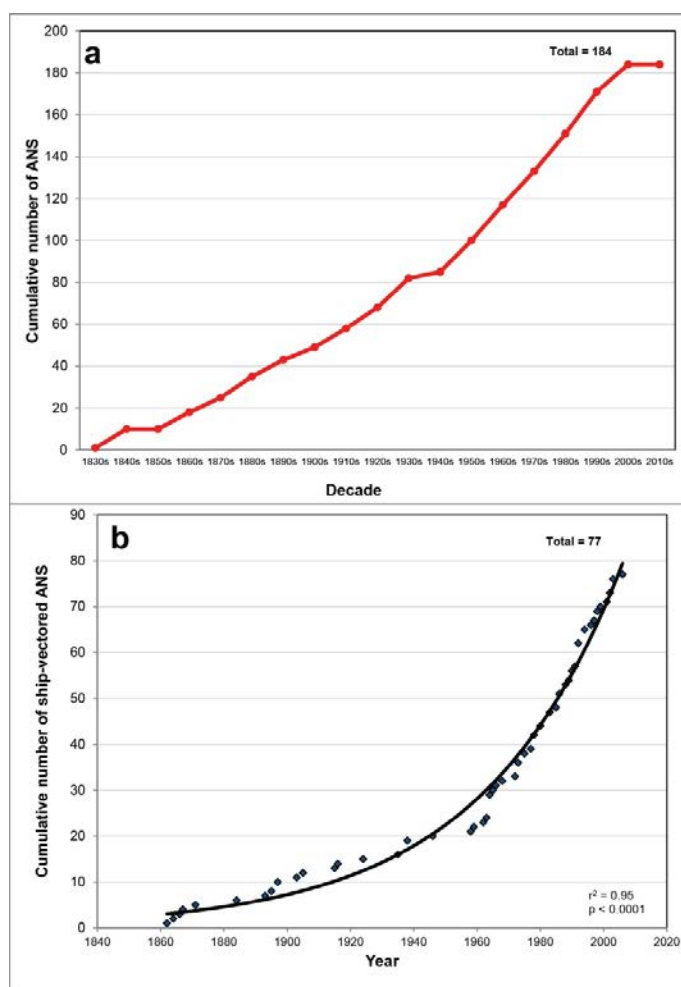 a
Total = 184
Cumulative number of ANS
200
180
160
140
120
100
80
60
40
20
0
1830s 1840s 1850s 1860s 1870s 1880s 1890s 1900s 1910s 1920s 1930s 1940s 1950s 1960s 1970s 1980s 1990s 2000s 2010s
Decade
b
Total = 77
Cumulative number of ship-vectored ANS
90
80
70
60
50
40
30
20
10
0
r² = 0.95
p < 0.0001
1840 1860 1880 1900 1920 1940 1960 1980 2000 2020
Year